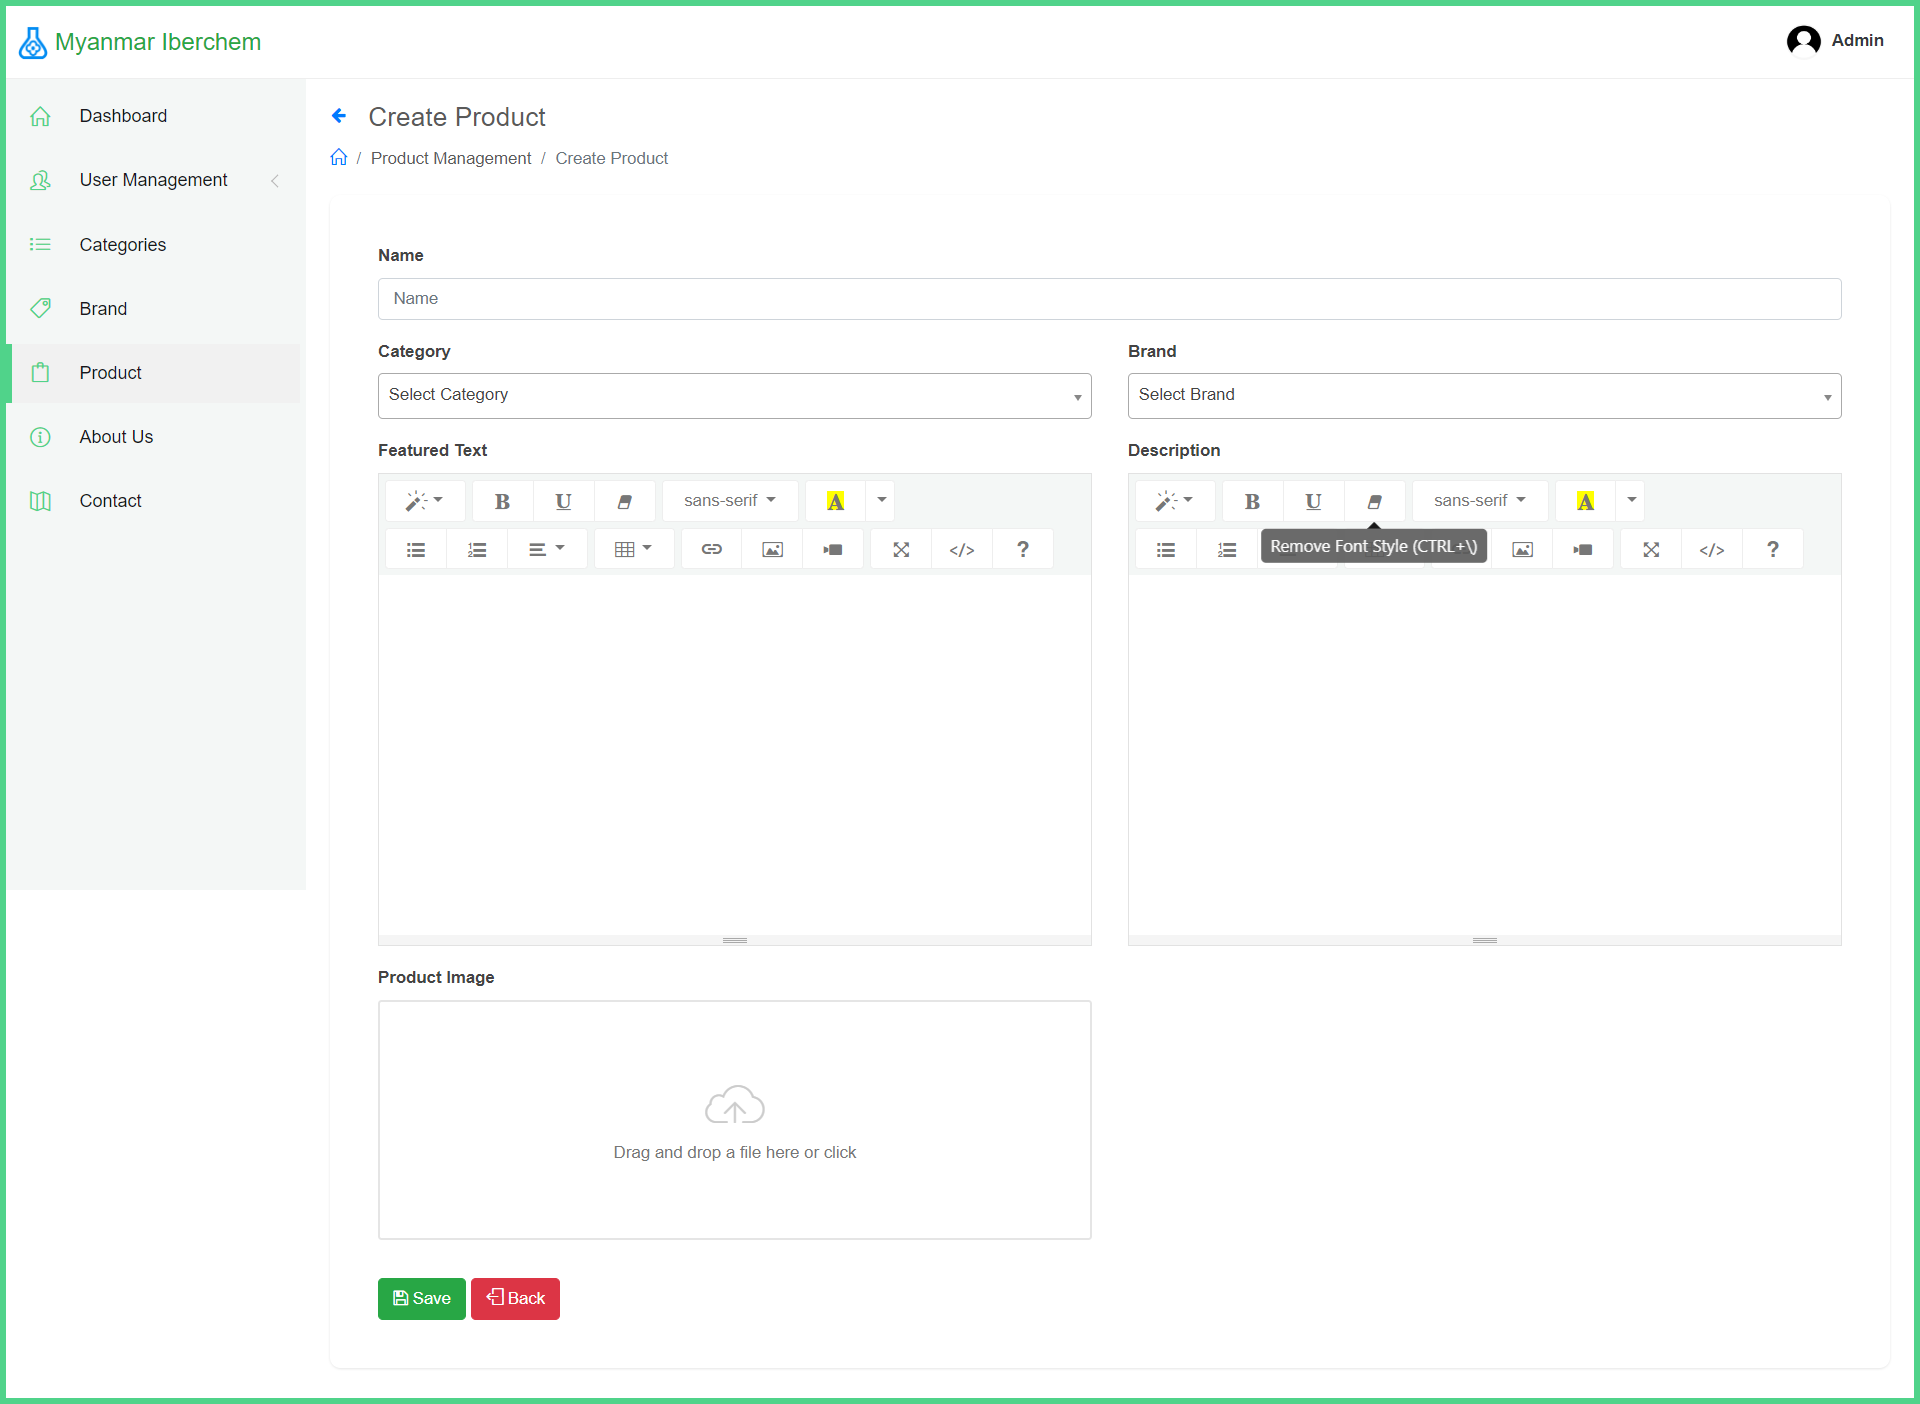 Myanmar Iberchem
Admin
Dashboard
User Management
Categories
Brand
Product
About Us
Contact
Create Product
/ Product Management / Create Product
Name
Name
Category
Brand
Select Category
Select Brand
Featured Text
Description
B U sans-serif A
B U sans-serif A
</> ?
Remove Font Style (CTRL+\)
</> ?
Product Image
Drag and drop a file here or click
Save
Back